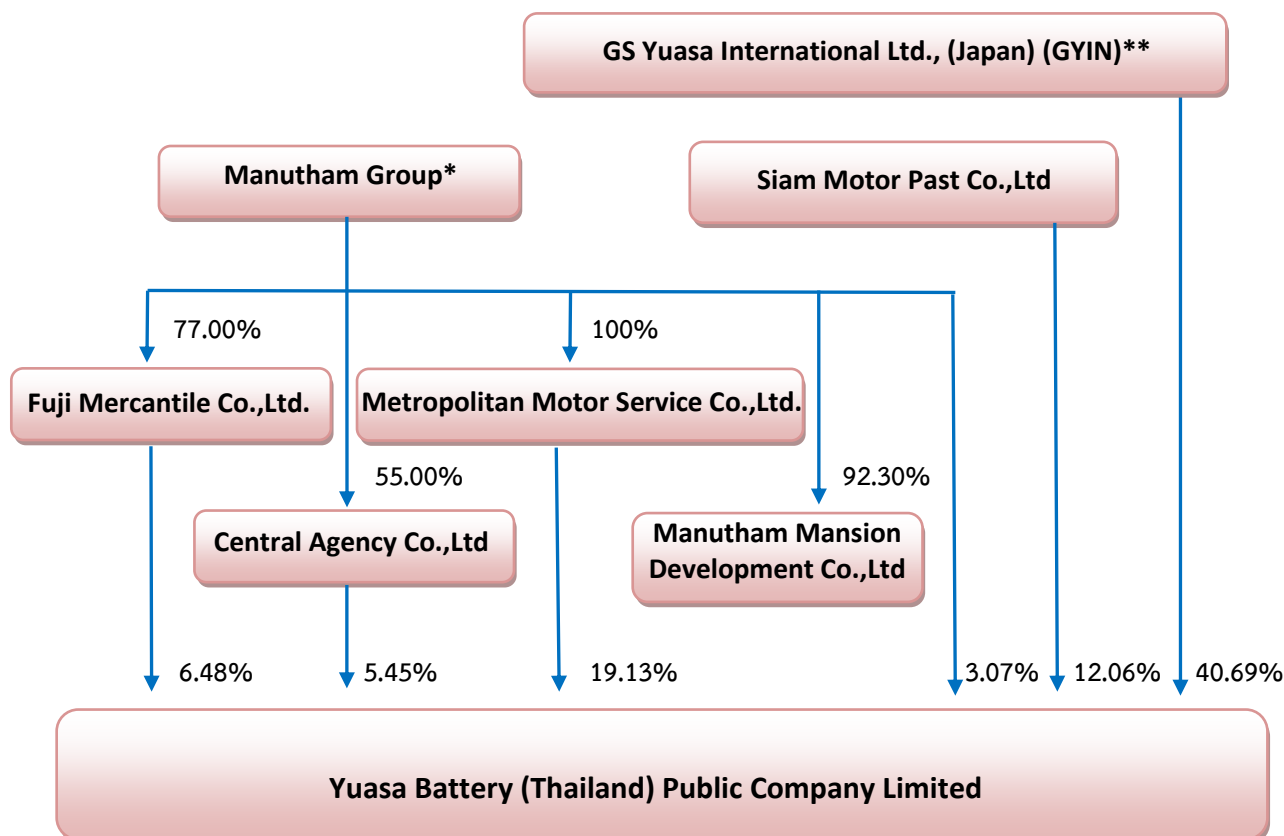 GS Yuasa International Ltd., (Japan) (GYIN)**
Manutham Group*
Siam Motor Past Co.,Ltd
77.00%
100%
Fuji Mercantile Co.,Ltd.
Metropolitan Motor Service Co.,Ltd.
55.00%
92.30%
Central Agency Co.,Ltd
Manutham Mansion
Development Co.,Ltd
6.48%
5.45%
19.13%
3.07%
12.06%
40.69%
Yuasa Battery (Thailand) Public Company Limited